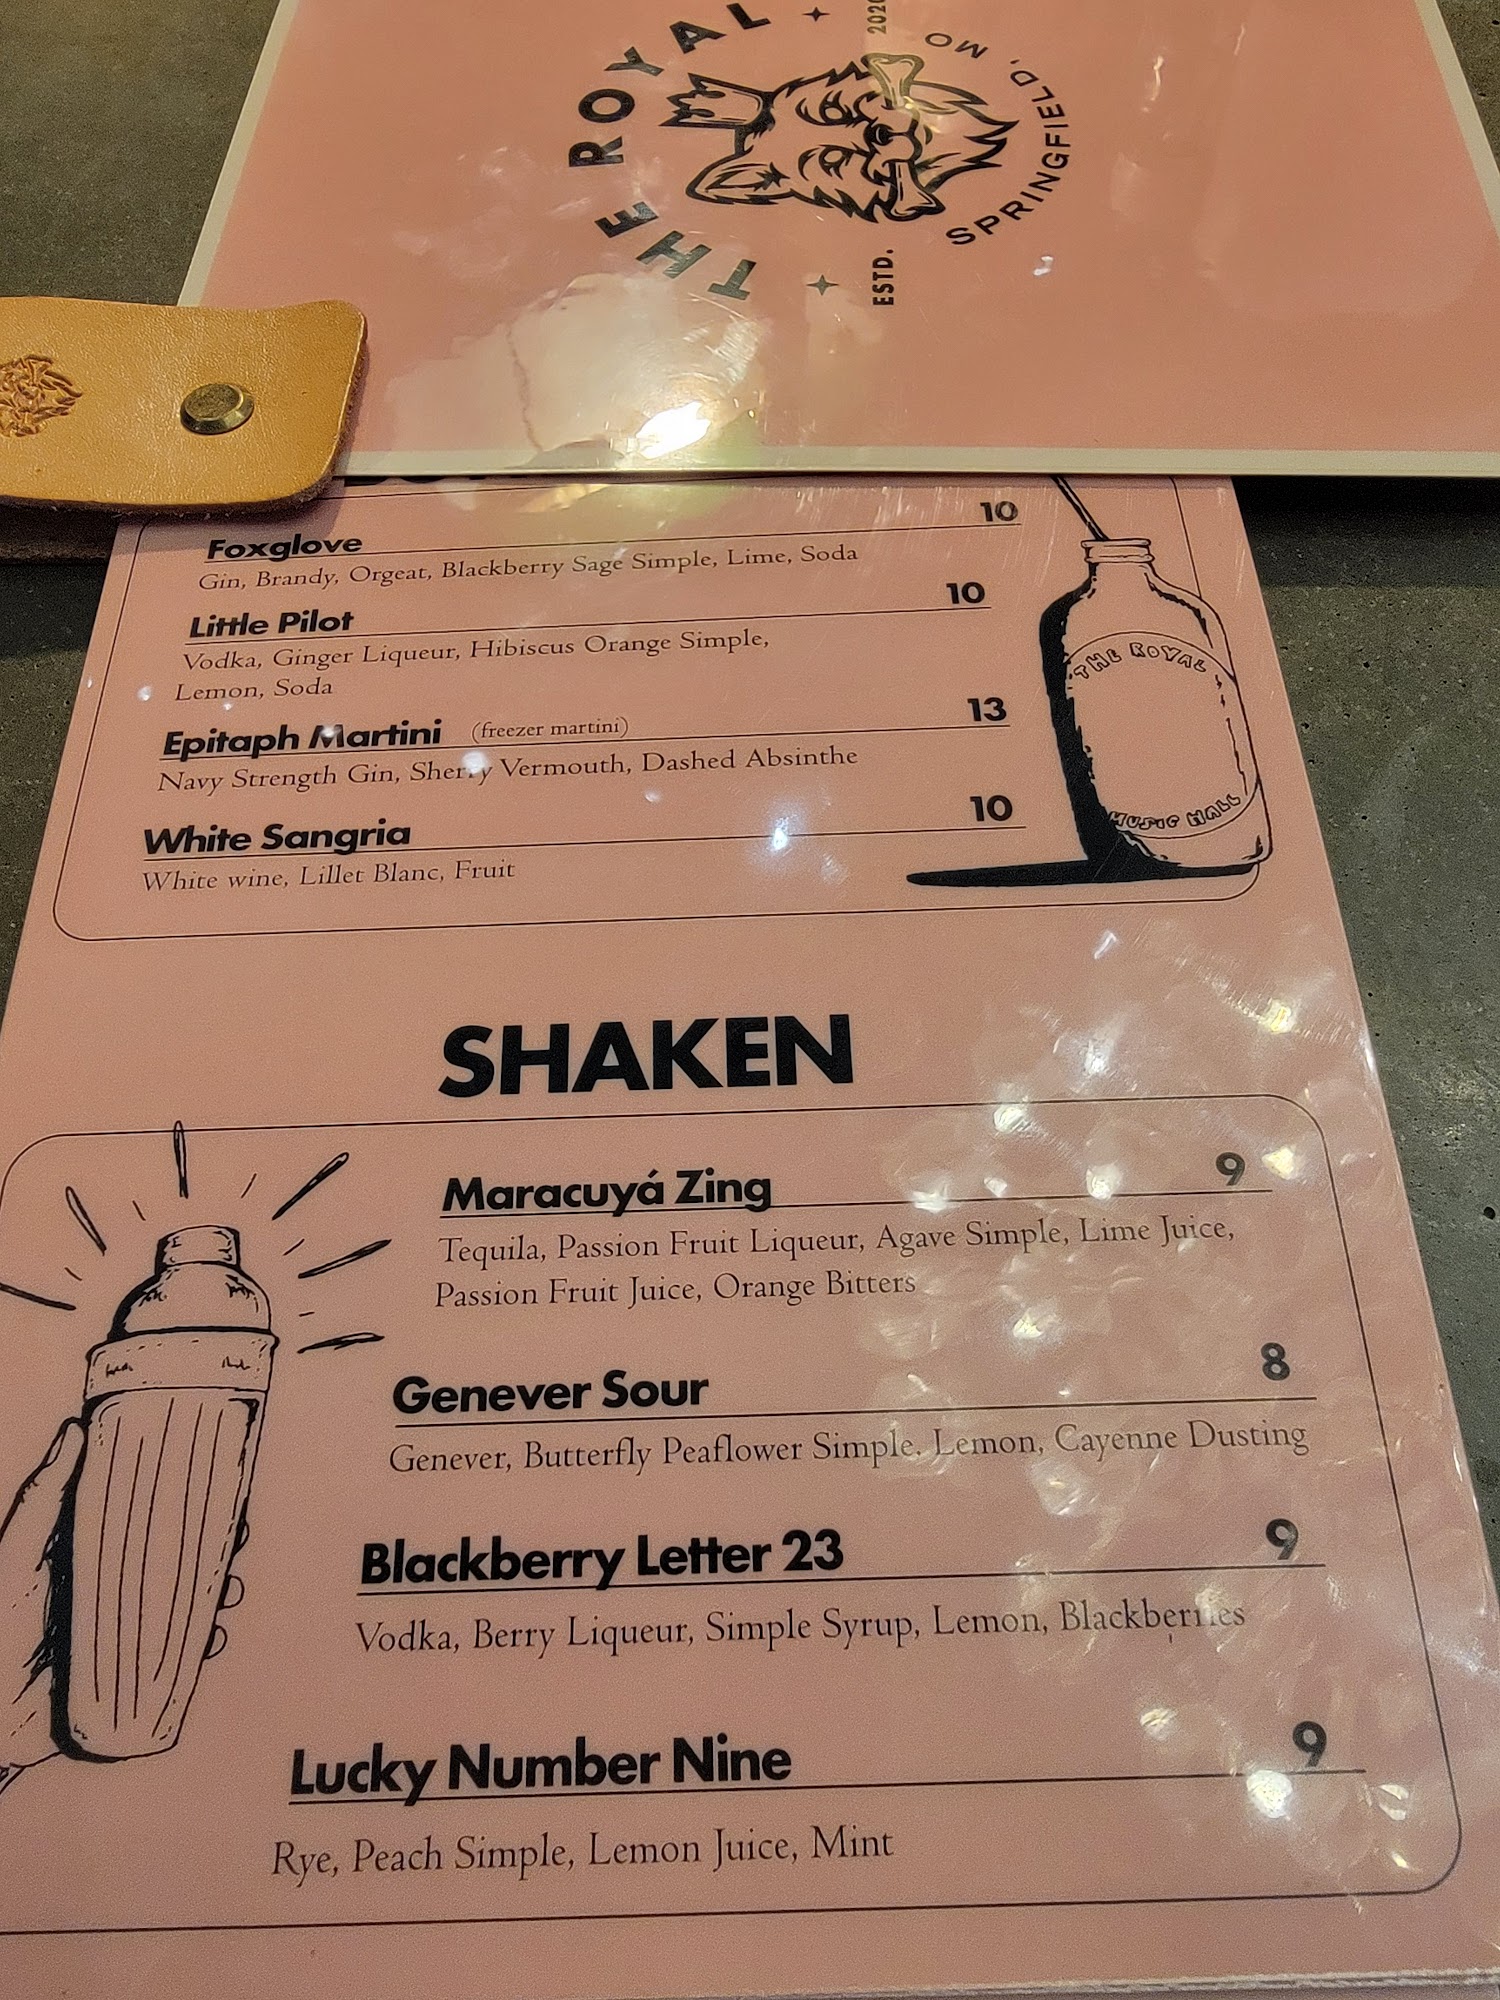 THE ROYAL
ESTD. 2020
SPRINGFIELD, MO
Foxglove 10
Gin, Brandy, Orgeat, Blackberry Sage Simple, Lime, Soda
Little Pilot 10
Vodka, Ginger Liqueur, Hibiscus Orange Simple,
Lemon, Soda
Epitaph Martini (freezer martini) 13
Navy Strength Gin, Sherry Vermouth, Dashed Absinthe
White Sangria 10
White wine, Lillet Blanc, Fruit
THE ROYAL
MUSIC HALL
SHAKEN
Maracuyá Zing 9
Tequila, Passion Fruit Liqueur, Agave Simple, Lime Juice,
Passion Fruit Juice, Orange Bitters
Genever Sour 8
Genever, Butterfly Peaflower Simple. Lemon, Cayenne Dusting
Blackberry Letter 23 9
Vodka, Berry Liqueur, Simple Syrup, Lemon, Blackberries
Lucky Number Nine 9
Rye, Peach Simple, Lemon Juice, Mint